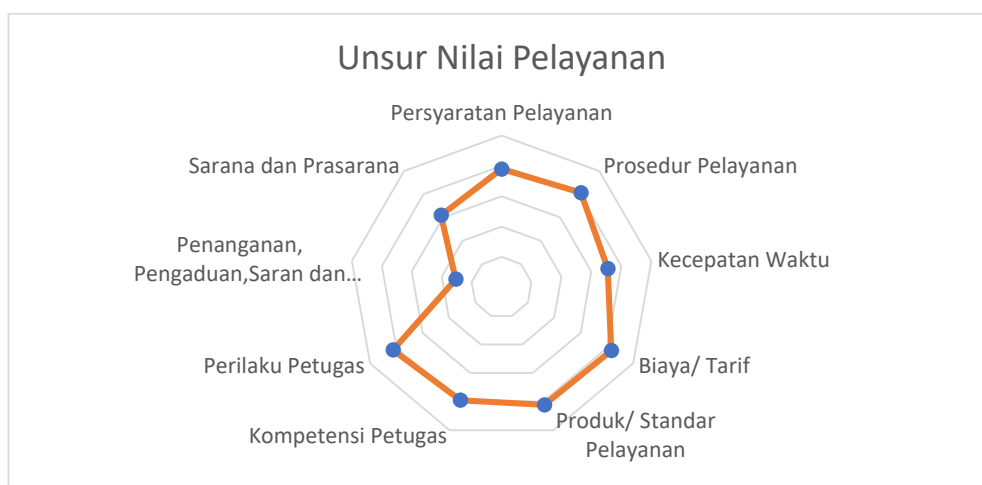 Unsur Nilai Pelayanan
Persyaratan Pelayanan
Prosedur Pelayanan
Kecepatan Waktu
Biaya/ Tarif
Produk/ Standar
Pelayanan
Kompetensi Petugas
Perilaku Petugas
Penanganan,
Pengaduan,Saran dan...
Sarana dan Prasarana